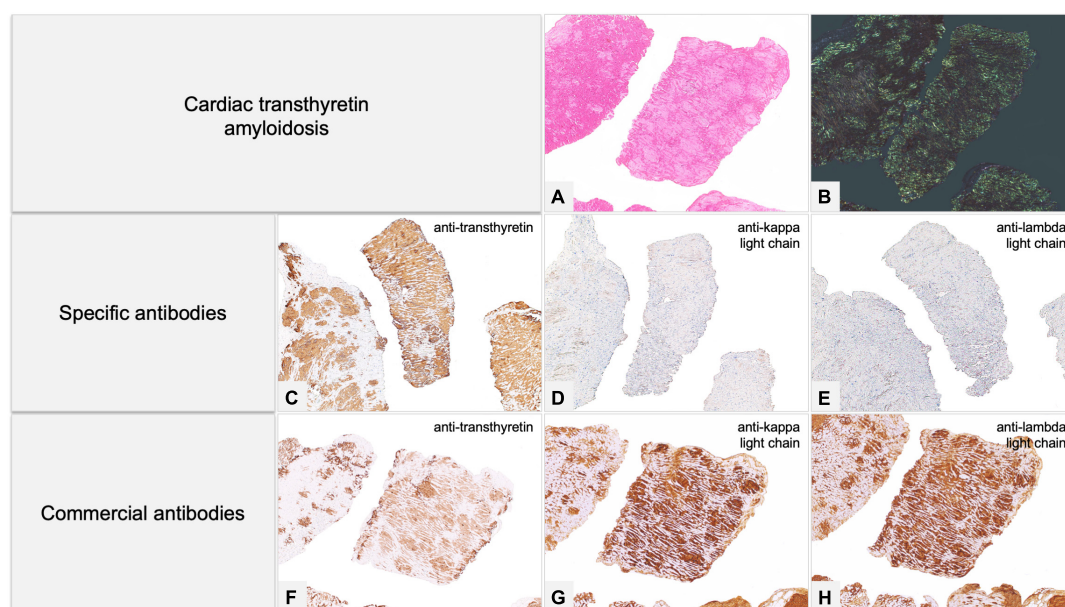 Cardiac transthyretin
amyloidosis
A
B
Specific antibodies
anti-transthyretin
C
anti-kappa
light chain
D
anti-lambda
light chain
E
Commercial antibodies
anti-transthyretin
F
anti-kappa
light chain
G
anti-lambda
light chain
H